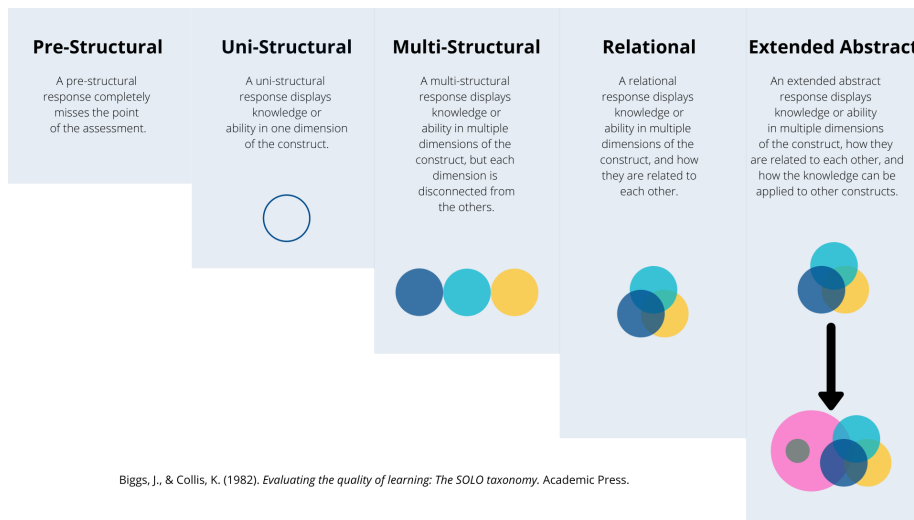 Pre-Structural
A pre-structural
response completely
misses the point
of the assessment.
Uni-Structural
A uni-structural
response displays
knowledge or
ability in one dimension
of the construct.
Multi-Structural
A multi-structural
response displays
knowledge or
ability in multiple
dimensions of the
construct, but each
dimension is
disconnected from
the others.
Relational
A relational
response displays
knowledge or
ability in multiple
dimensions of the
construct, and how
they are related to
each other.
Extended Abstract
An extended abstract
response displays
knowledge or ability
in multiple dimensions
of the construct, how they
are related to each other, and
how the knowledge can be
applied to other constructs.
Biggs, J., & Collis, K. (1982). Evaluating the quality of learning: The SOLO taxonomy. Academic Press.